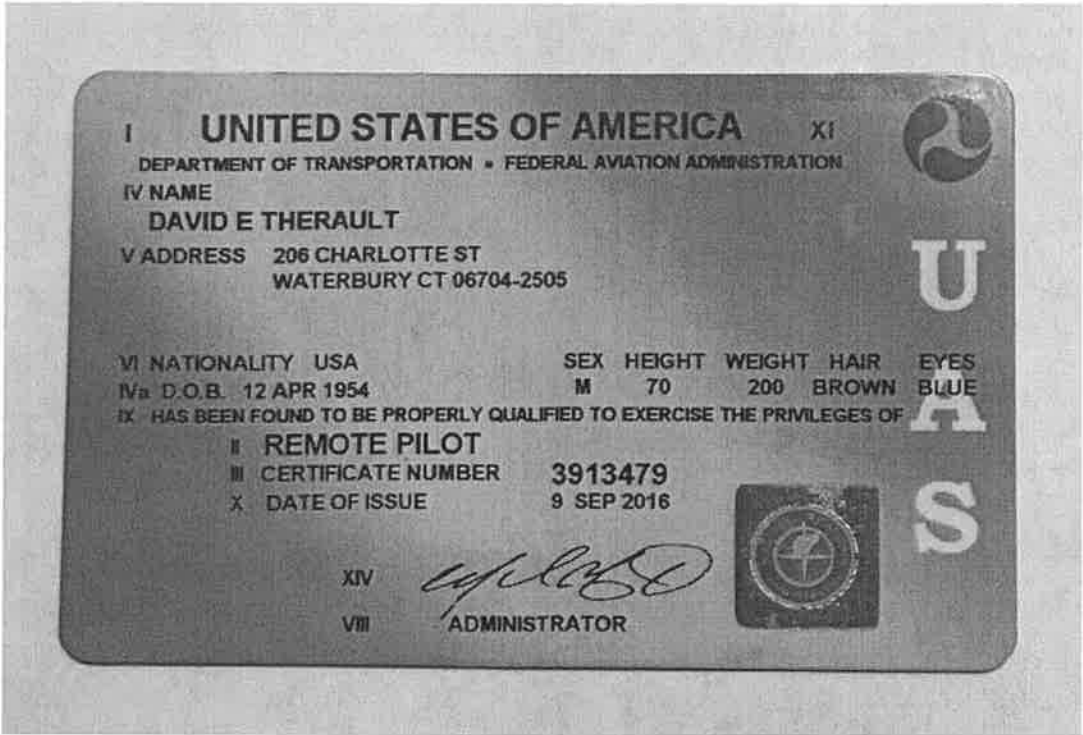 I UNITED STATES OF AMERICA XI
DEPARTMENT OF TRANSPORTATION • FEDERAL AVIATION ADMINISTRATION
IV NAME
DAVID E THERAULT
V ADDRESS 206 CHARLOTTE ST
WATERBURY CT 06704-2505
VI NATIONALITY USA SEX HEIGHT WEIGHT HAIR EYES
IVa D.O.B. 12 APR 1954 M 70 200 BROWN BLUE
IX HAS BEEN FOUND TO BE PROPERLY QUALIFIED TO EXERCISE THE PRIVILEGES OF
II REMOTE PILOT
III CERTIFICATE NUMBER 3913479
X DATE OF ISSUE 9 SEP 2016
XIV
VIII ADMINISTRATOR
UAS